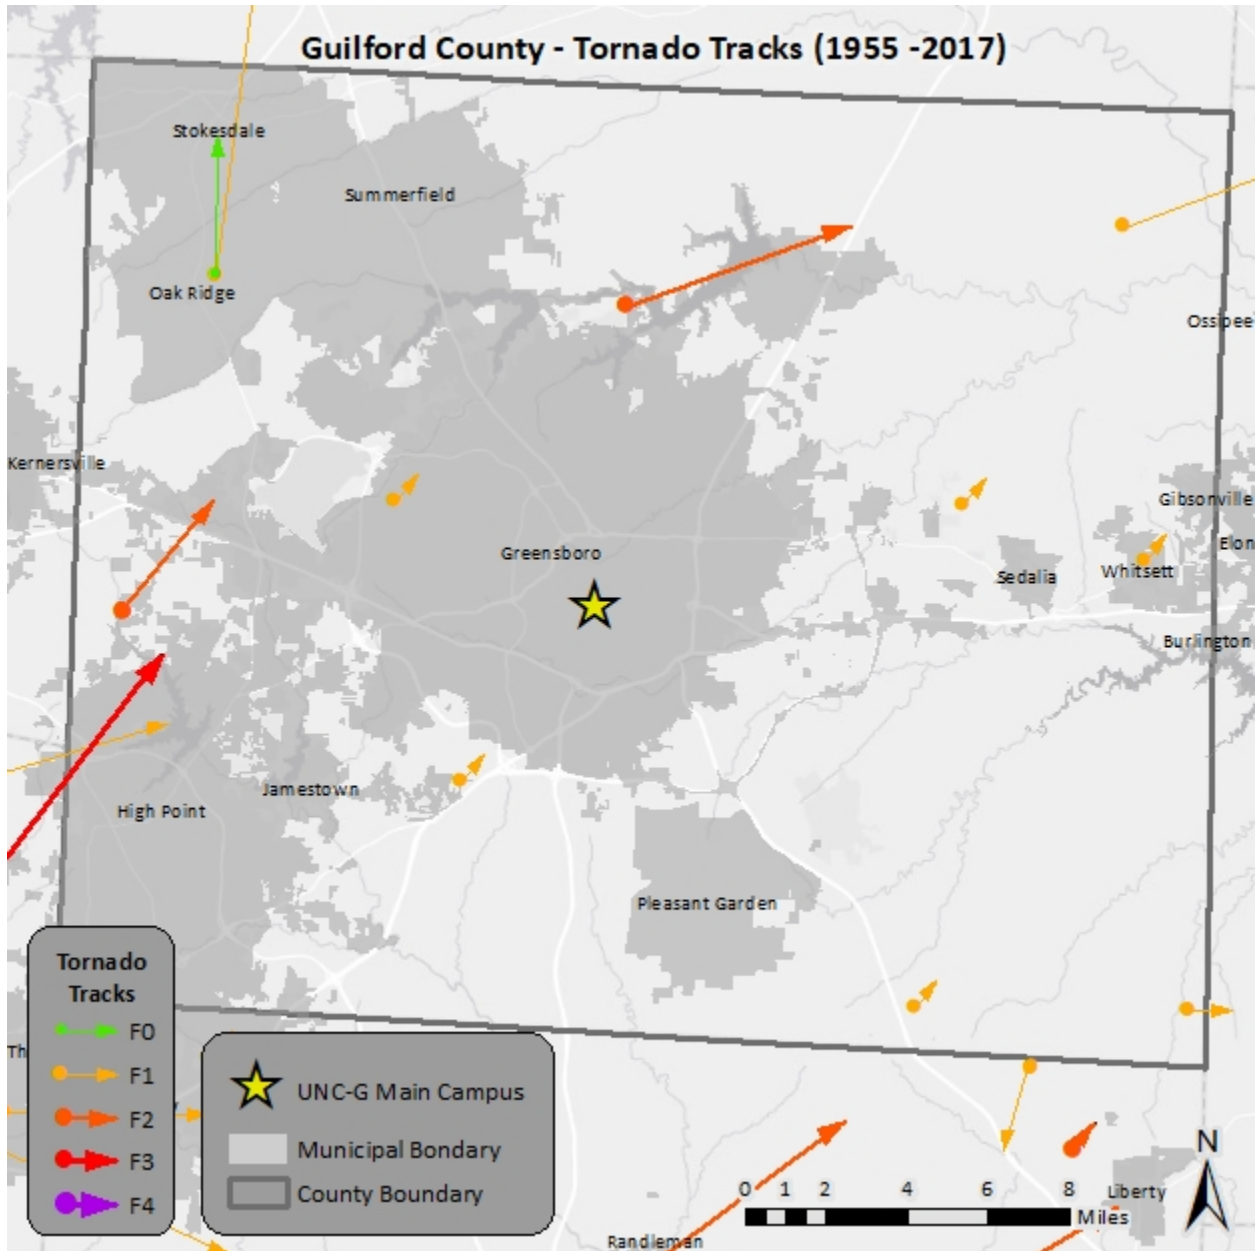 Guilford County - Tornado Tracks (1955 -2017)
Stokesdale
Summerfield
Oak Ridge
Ossipee
Kernersville
Gibsonville
Greensboro
Elon
Sedalia
Whitsett
Burlington
Jamestown
High Point
Pleasant Garden
Tornado
Tracks
F0
F1
F2
F3
F4
Th
UNC-G Main Campus
Municipal Bondary
County Boundary
0 1 2 4 6 8
Miles
N
Liberty
Randleman